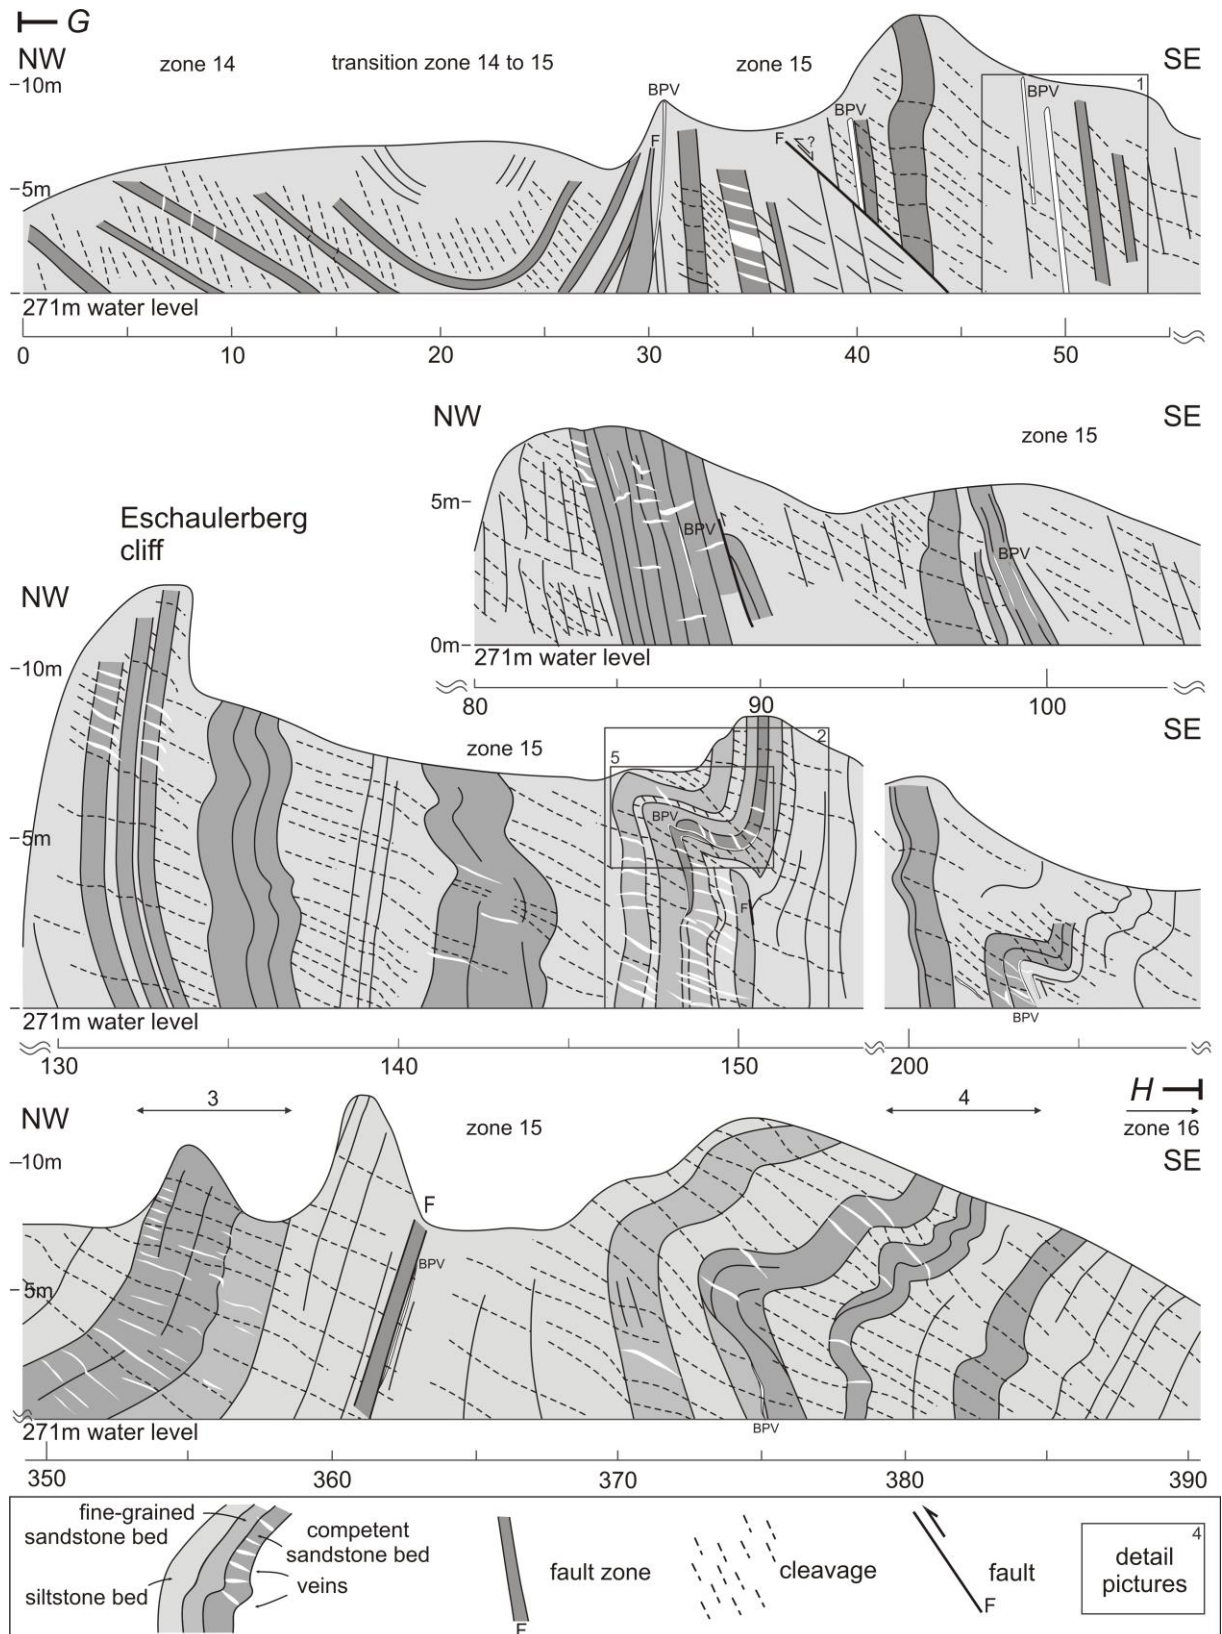 G
NW
zone 14
transition zone 14 to 15
zone 15
SE
10m
BPV
BPV
BPV
1
F
F
?
5m
271m water level
0
10
20
30
40
50
NW
SE
zone 15
5m
BPV
BPV
0m
271m water level
80
90
100
Eschaulerberg
cliff
NW
SE
10m
zone 15
2
5
BPV
5m
F
BPV
271m water level
130
140
150
200
3
4
H
NW
zone 15
zone 16
SE
10m
F
BPV
5m
271m water level
BPV
350
360
370
380
390
fine-grained
sandstone bed
competent
sandstone bed
siltstone bed
veins
fault zone
F
cleavage
fault
F
4
detail
pictures